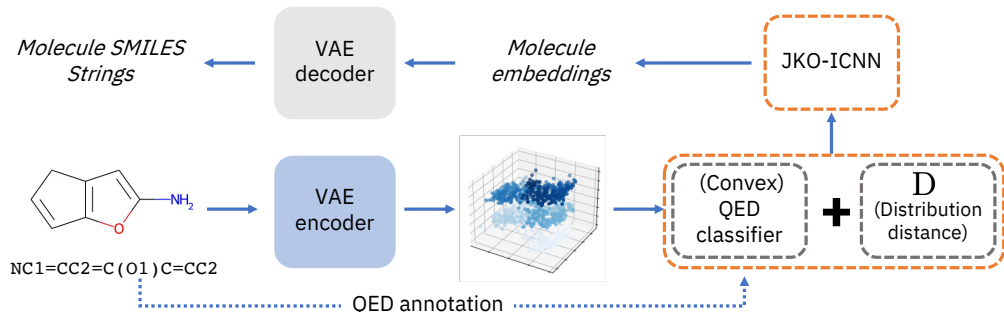 Molecule SMILES
Strings
VAE
decoder
Molecule
embeddings
JKO-ICNN
NH2
O
VAE
encoder
(Convex)
QED
classifier
+
D
(Distribution
distance)
NC1=CC2=C(O1)C=CC2
QED annotation